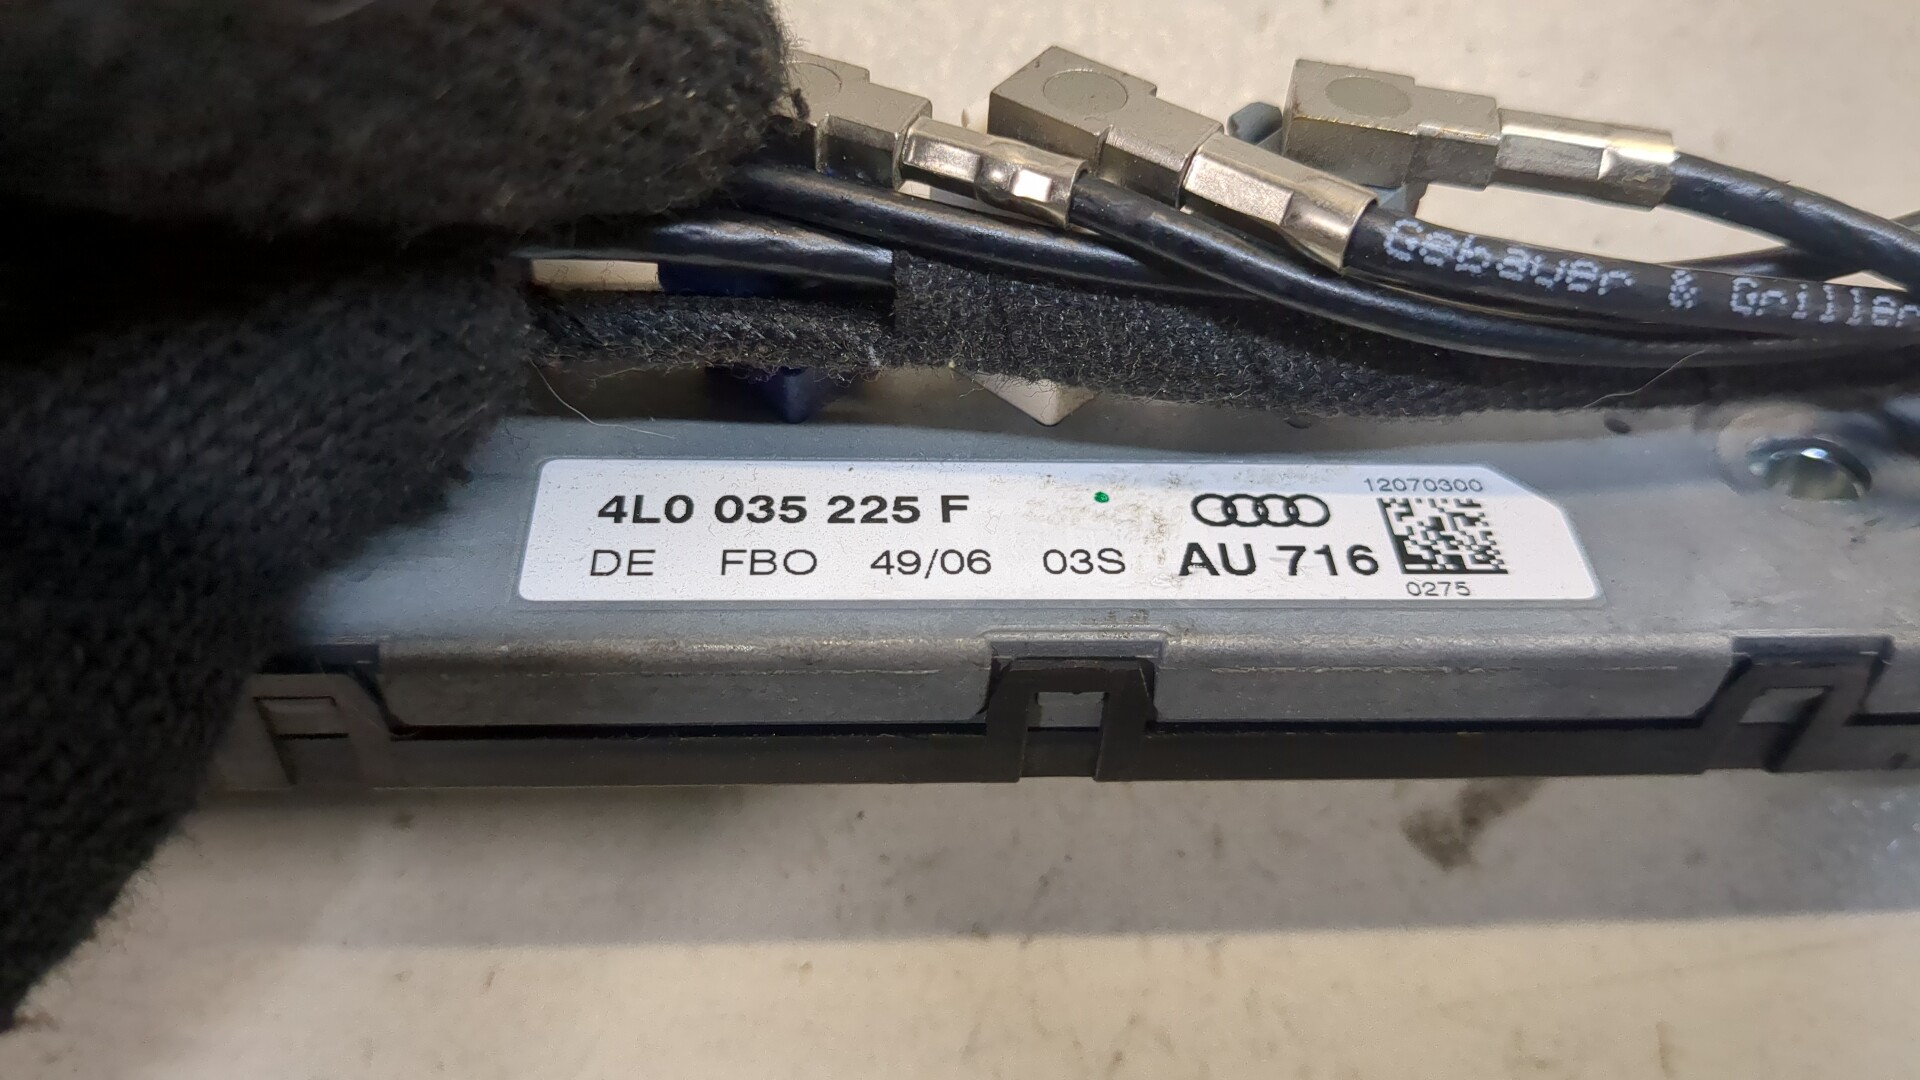 Gebauer & Griller
4L0 035 225 F
12070300
DE FBO 49/06 03S AU 716
0275